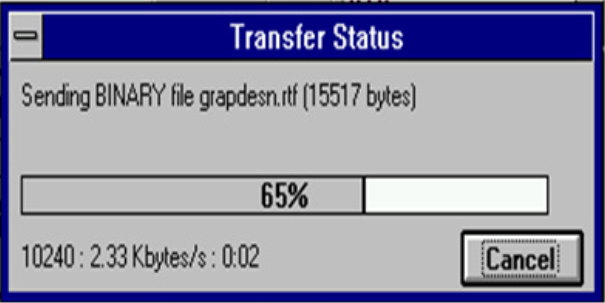 Transfer Status
Sending BINARY file grapdesn.rtf (15517 bytes)
65%
10240 : 2.33 Kbytes/s : 0:02
Cancel